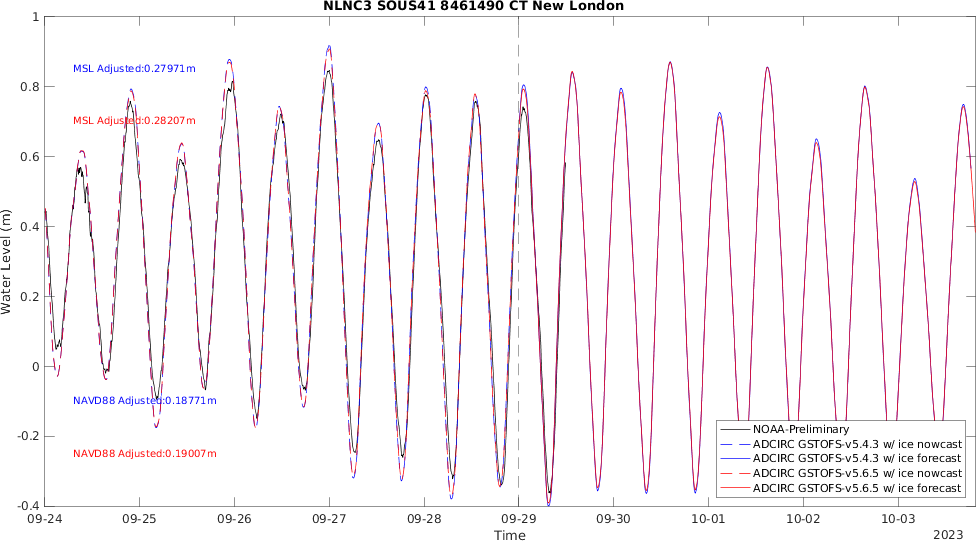 NLNC3 SOUS41 8461490 CT New London
1
0.8
0.6
0.4
0.2
0
-0.2
-0.4
Water Level (m)
MSL Adjusted:0.27971m
MSL Adjusted:0.28207m
NAVD88 Adjusted:0.18771m
NAVD88 Adjusted:0.19007m
NOAA-Preliminary
ADCIRC GSTOFS-v5.4.3 w/ ice nowcast
ADCIRC GSTOFS-v5.4.3 w/ ice forecast
ADCIRC GSTOFS-v5.6.5 w/ ice nowcast
ADCIRC GSTOFS-v5.6.5 w/ ice forecast
09-24 09-25 09-26 09-27 09-28 09-29 09-30 10-01 10-02 10-03
Time
2023